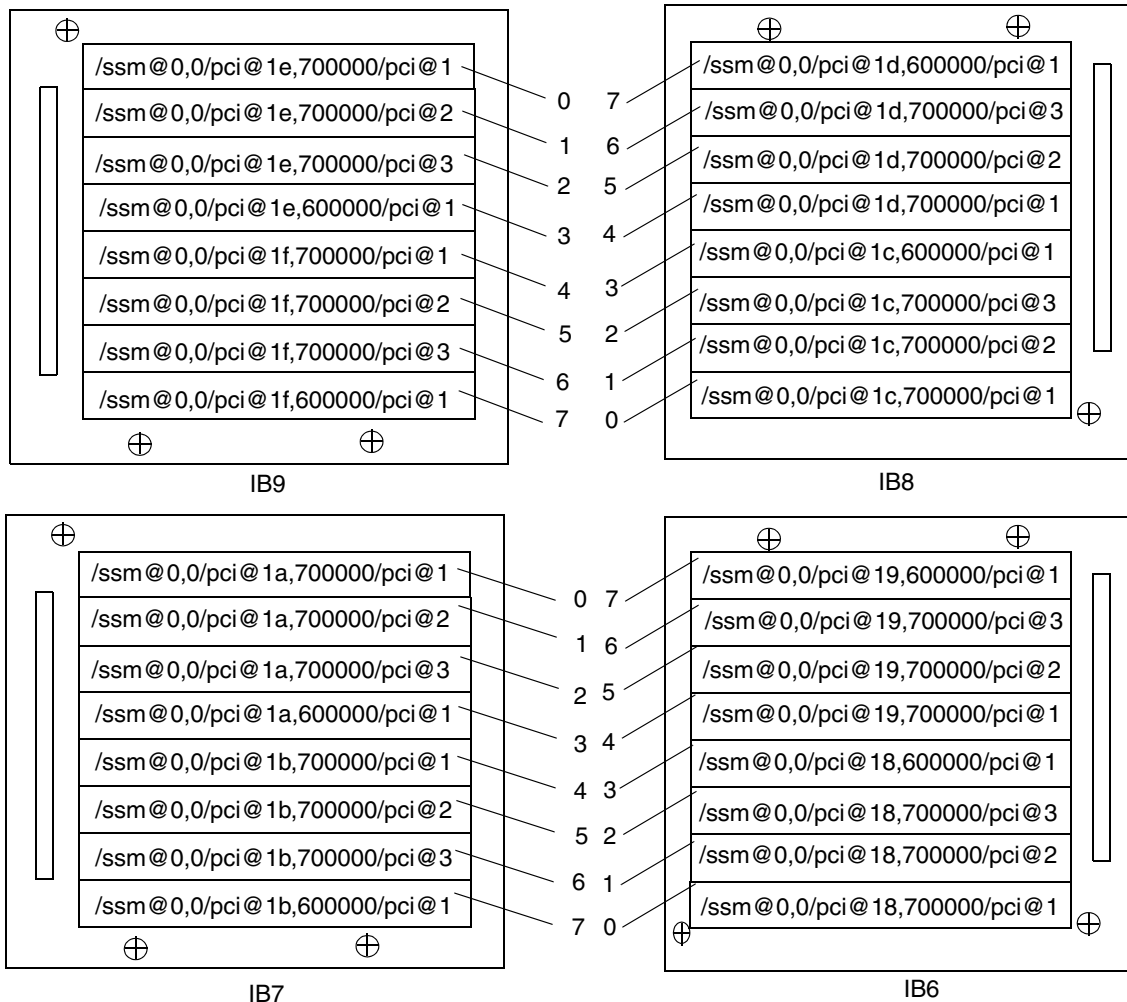 /ssm@0,0/pci@1e,700000/pci@1
/ssm@0,0/pci@1e,700000/pci@2
/ssm@0,0/pci@1e,700000/pci@3
/ssm@0,0/pci@1e,600000/pci@1
/ssm@0,0/pci@1f,700000/pci@1
/ssm@0,0/pci@1f,700000/pci@2
/ssm@0,0/pci@1f,700000/pci@3
/ssm@0,0/pci@1f,600000/pci@1
0
1
2
3
4
5
6
7
IB9
7
6
5
4
3
2
1
0
/ssm@0,0/pci@1d,600000/pci@1
/ssm@0,0/pci@1d,700000/pci@3
/ssm@0,0/pci@1d,700000/pci@2
/ssm@0,0/pci@1d,700000/pci@1
/ssm@0,0/pci@1c,600000/pci@1
/ssm@0,0/pci@1c,700000/pci@3
/ssm@0,0/pci@1c,700000/pci@2
/ssm@0,0/pci@1c,700000/pci@1
IB8
/ssm@0,0/pci@1a,700000/pci@1
/ssm@0,0/pci@1a,700000/pci@2
/ssm@0,0/pci@1a,700000/pci@3
/ssm@0,0/pci@1a,600000/pci@1
/ssm@0,0/pci@1b,700000/pci@1
/ssm@0,0/pci@1b,700000/pci@2
/ssm@0,0/pci@1b,700000/pci@3
/ssm@0,0/pci@1b,600000/pci@1
0
1
2
3
4
5
6
7
IB7
7
6
5
4
3
2
1
0
/ssm@0,0/pci@19,600000/pci@1
/ssm@0,0/pci@19,700000/pci@3
/ssm@0,0/pci@19,700000/pci@2
/ssm@0,0/pci@19,700000/pci@1
/ssm@0,0/pci@18,600000/pci@1
/ssm@0,0/pci@18,700000/pci@3
/ssm@0,0/pci@18,700000/pci@2
/ssm@0,0/pci@18,700000/pci@1
IB6